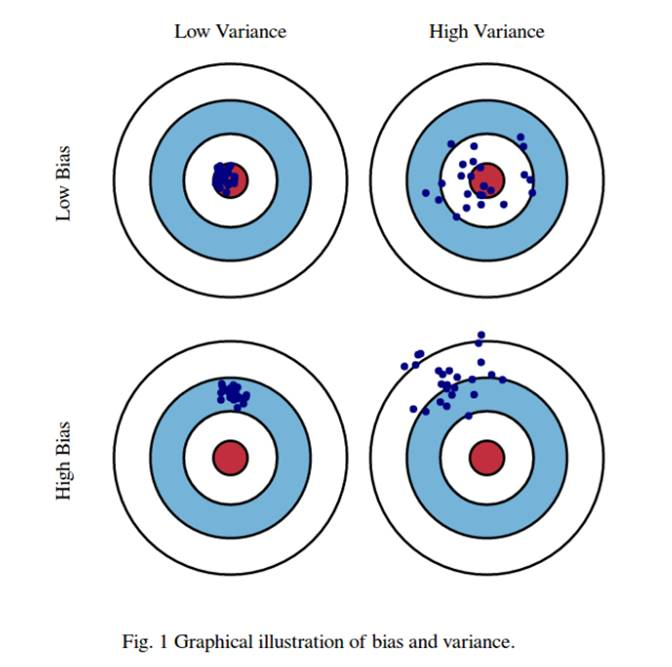 Low Variance
High Variance
Low Bias
High Bias
Fig. 1 Graphical illustration of bias and variance.